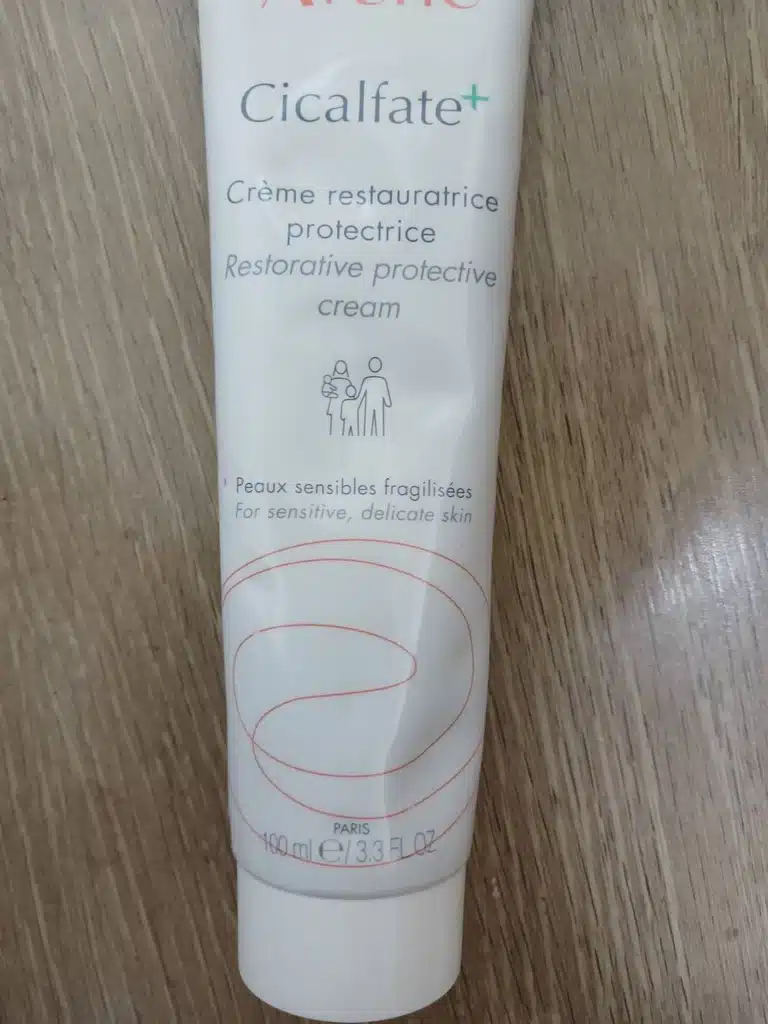 Avène
Cicalfate+
Crème restauratrice
protectrice
Restorative protective
cream
Peaux sensibles fragilisées
For sensitive, delicate skin
PARIS
100 ml e / 3.3 FL.OZ